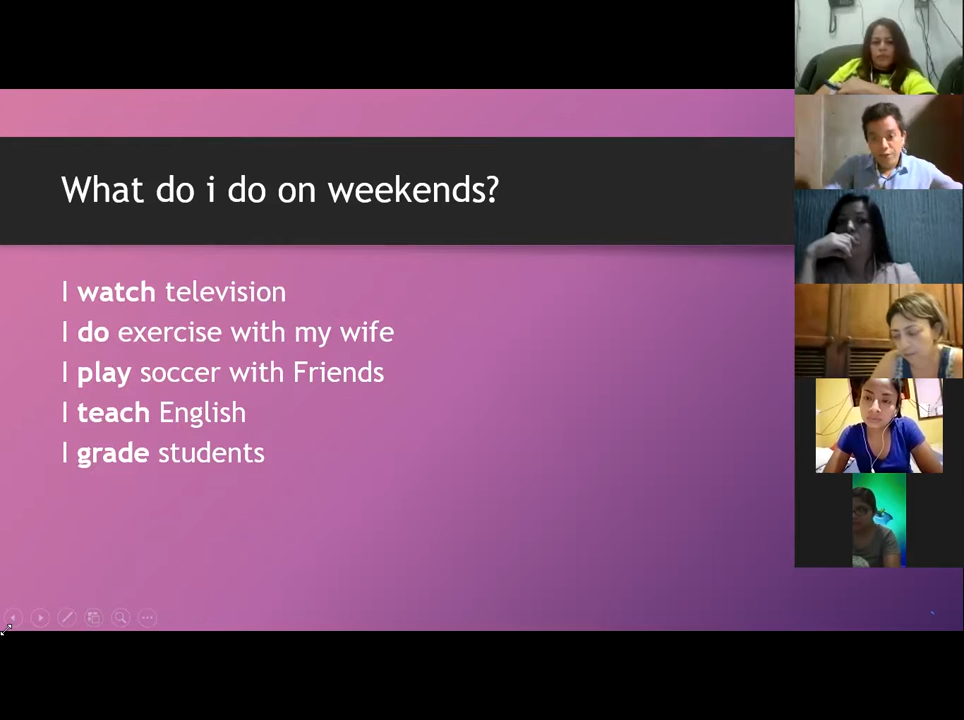 What do i do on weekends?
I watch television
I do exercise with my wife
I play soccer with Friends
I teach English
I grade students